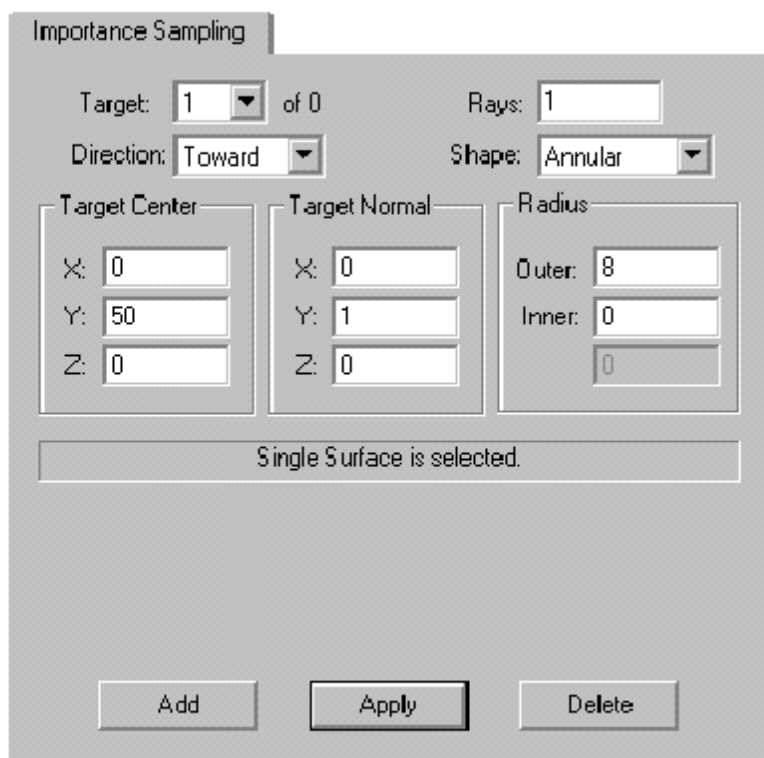 Importance Sampling
Target: 1 of 0 Rays: 1
Direction: Toward Shape: Annular
Target Center Target Normal Radius
X: 0 X: 0 Outer: 8
Y: 50 Y: 1 Inner: 0
Z: 0 Z: 0 0
Single Surface is selected.
Add Apply Delete